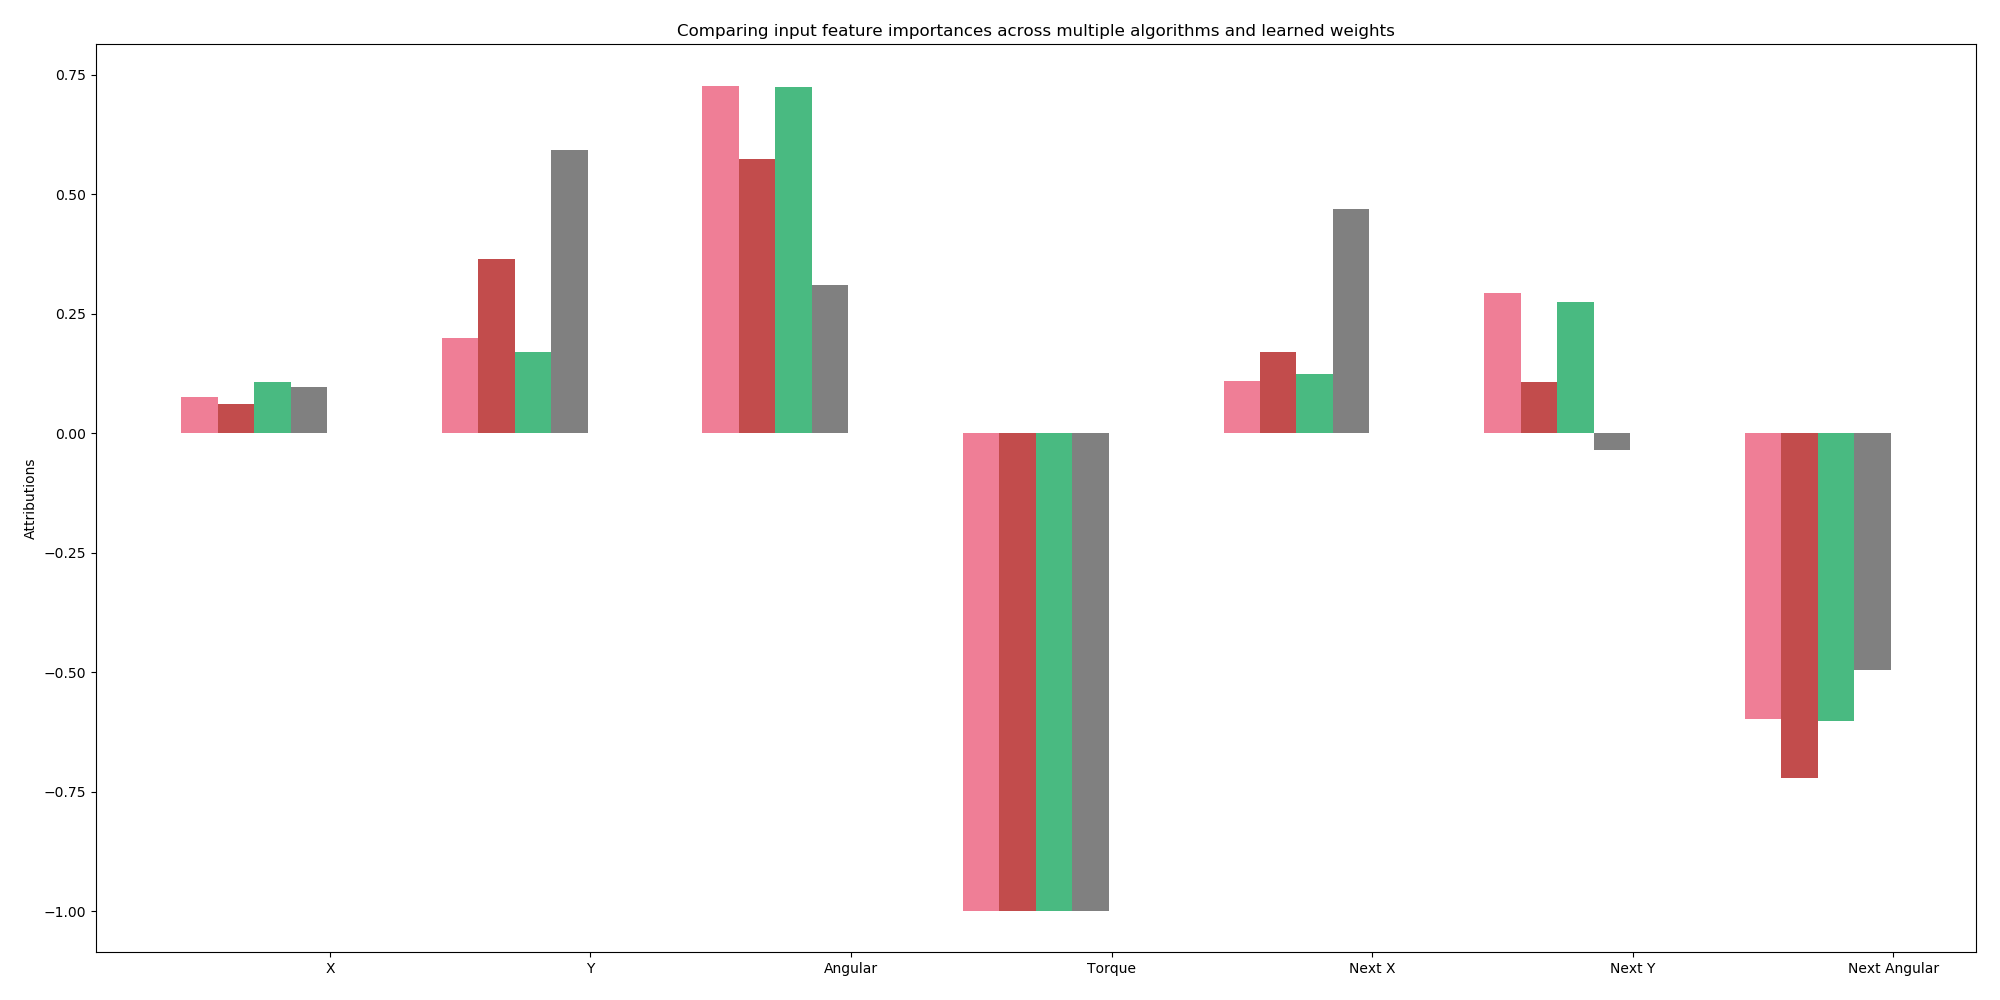 Comparing input feature importances across multiple algorithms and learned weights
0.75
0.50
0.25
0.00
−0.25
−0.50
−0.75
−1.00
Attributions
X Y Angular Torque Next X Next Y Next Angular